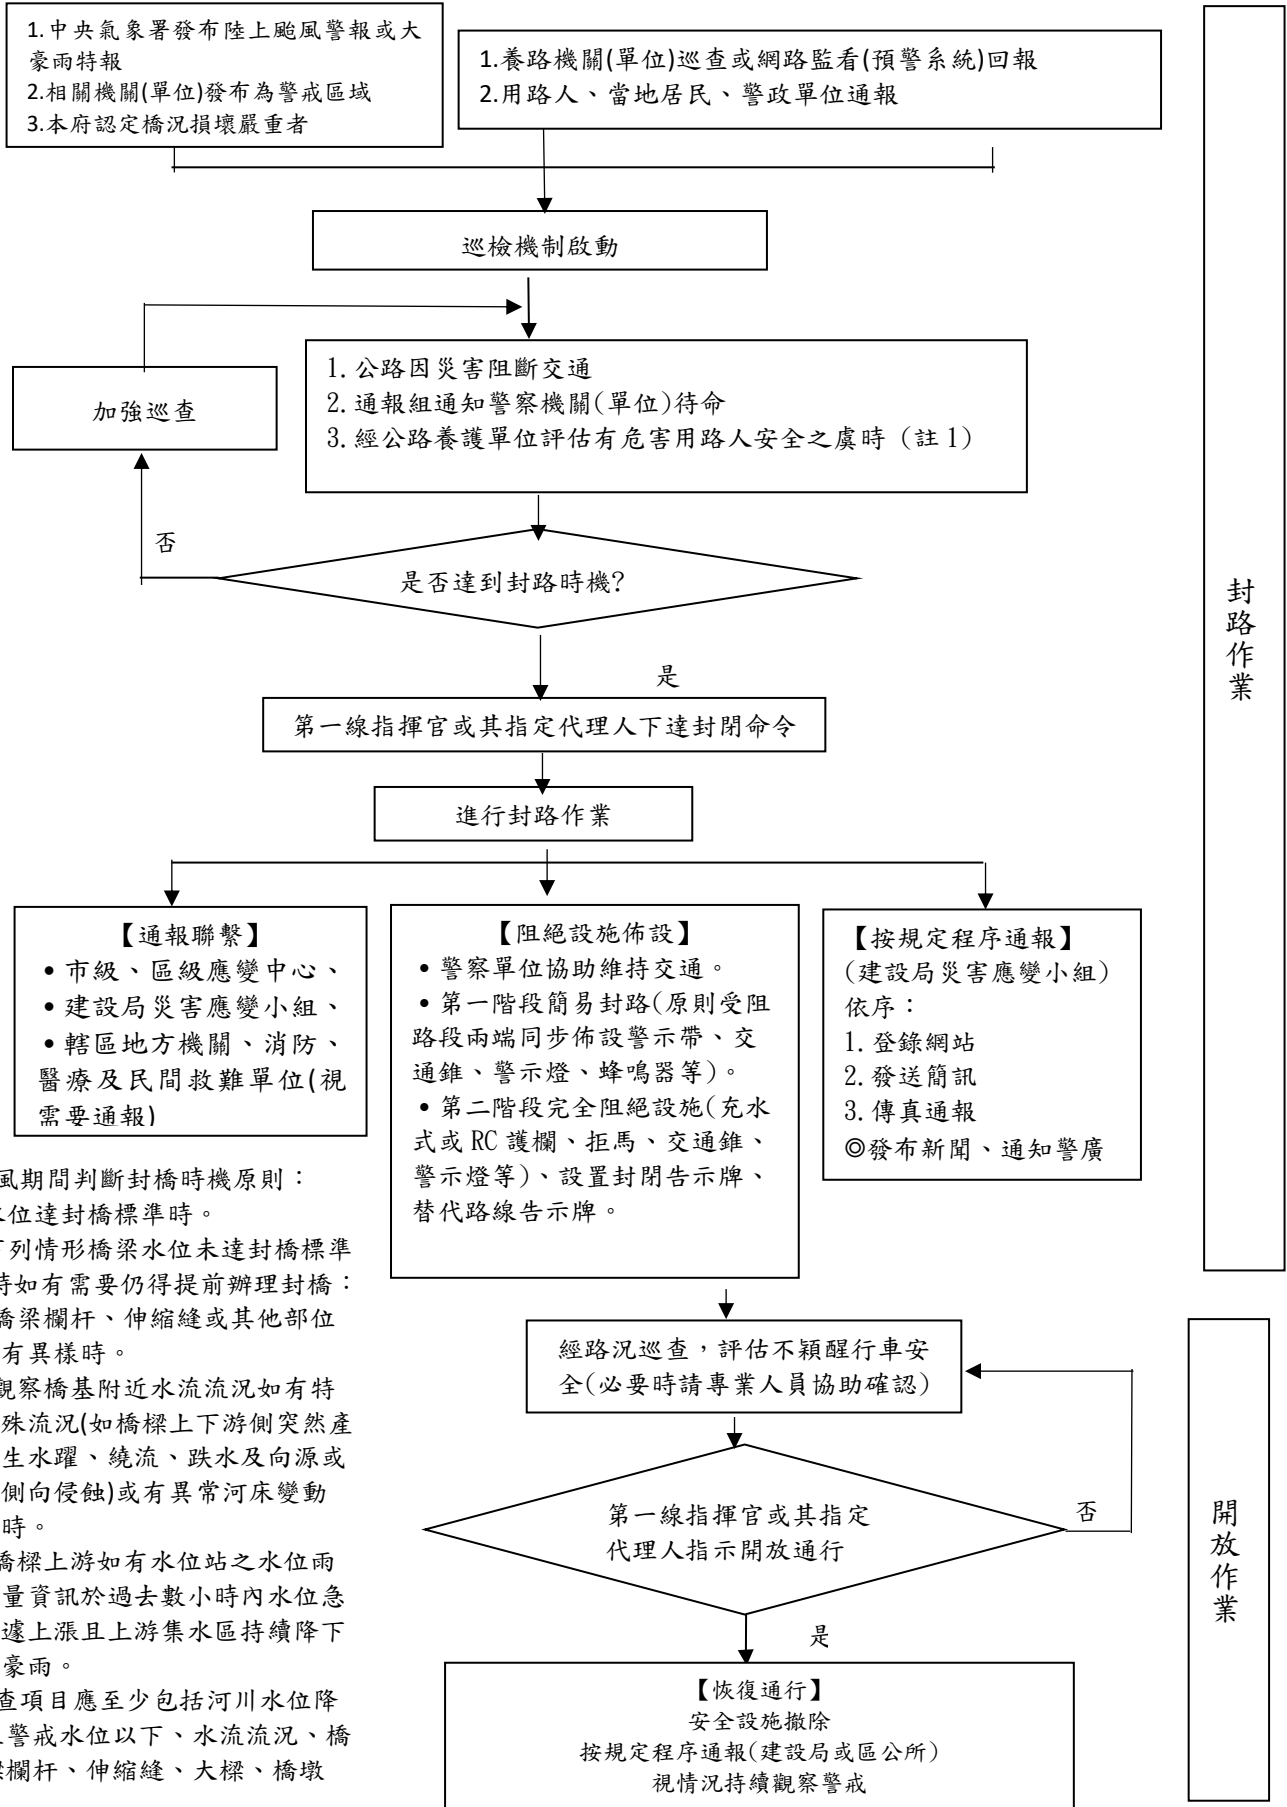 1.中央氣象署發布陸上颱風警報或大
豪雨特報
2.相關機關(單位)發布為警戒區域
3.本府認定橋況損壞嚴重者
1.養路機關(單位)巡查或網路監看(預警系統)回報
2.用路人、當地居民、警政單位通報
巡檢機制啟動
加強巡查
1. 公路因災害阻斷交通
2. 通報組通知警察機關(單位)待命
3. 經公路養護單位評估有危害用路人安全之虞時（註 1）
否
是否達到封路時機?
是
第一線指揮官或其指定代理人下達封閉命令
進行封路作業
封路作業
【通報聯繫】
•市級、區級應變中心、
•建設局災害應變小組、
•轄區地方機關、消防、
醫療及民間救難單位(視
需要通報)
【阻絕設施佈設】
•警察單位協助維持交通。
•第一階段簡易封路(原則受阻
路段兩端同步佈設警示帶、交
通錐、警示燈、蜂鳴器等)。
•第二階段完全阻絕設施(充水
式或 RC 護欄、拒馬、交通錐、
警示燈等)、設置封閉告示牌、
替代路線告示牌。
【按規定程序通報】
(建設局災害應變小組)
依序：
1. 登錄網站
2. 發送簡訊
3. 傳真通報
◎發布新聞、通知警廣
風期間判斷封橋時機原則：
水位達封橋標準時。
下列情形橋梁水位未達封橋標準
時如有需要仍得提前辦理封橋：
橋梁欄杆、伸縮縫或其他部位
有異樣時。
觀察橋基附近水流流況如有特
殊流況(如橋樑上下游側突然產
生水躍、繞流、跌水及向源或
側向侵蝕)或有異常河床變動
時。
橋樑上游如有水位站之水位雨
量資訊於過去數小時內水位急
遽上漲且上游集水區持續降下
豪雨。
查項目應至少包括河川水位降
警戒水位以下、水流流況、橋
樑欄杆、伸縮縫、大樑、橋墩
經路況巡查，評估不穎醒行車安
全(必要時請專業人員協助確認)
第一線指揮官或其指定
代理人指示開放通行
否
是
【恢復通行】
安全設施撤除
按規定程序通報(建設局或區公所)
視情況持續觀察警戒
開放作業